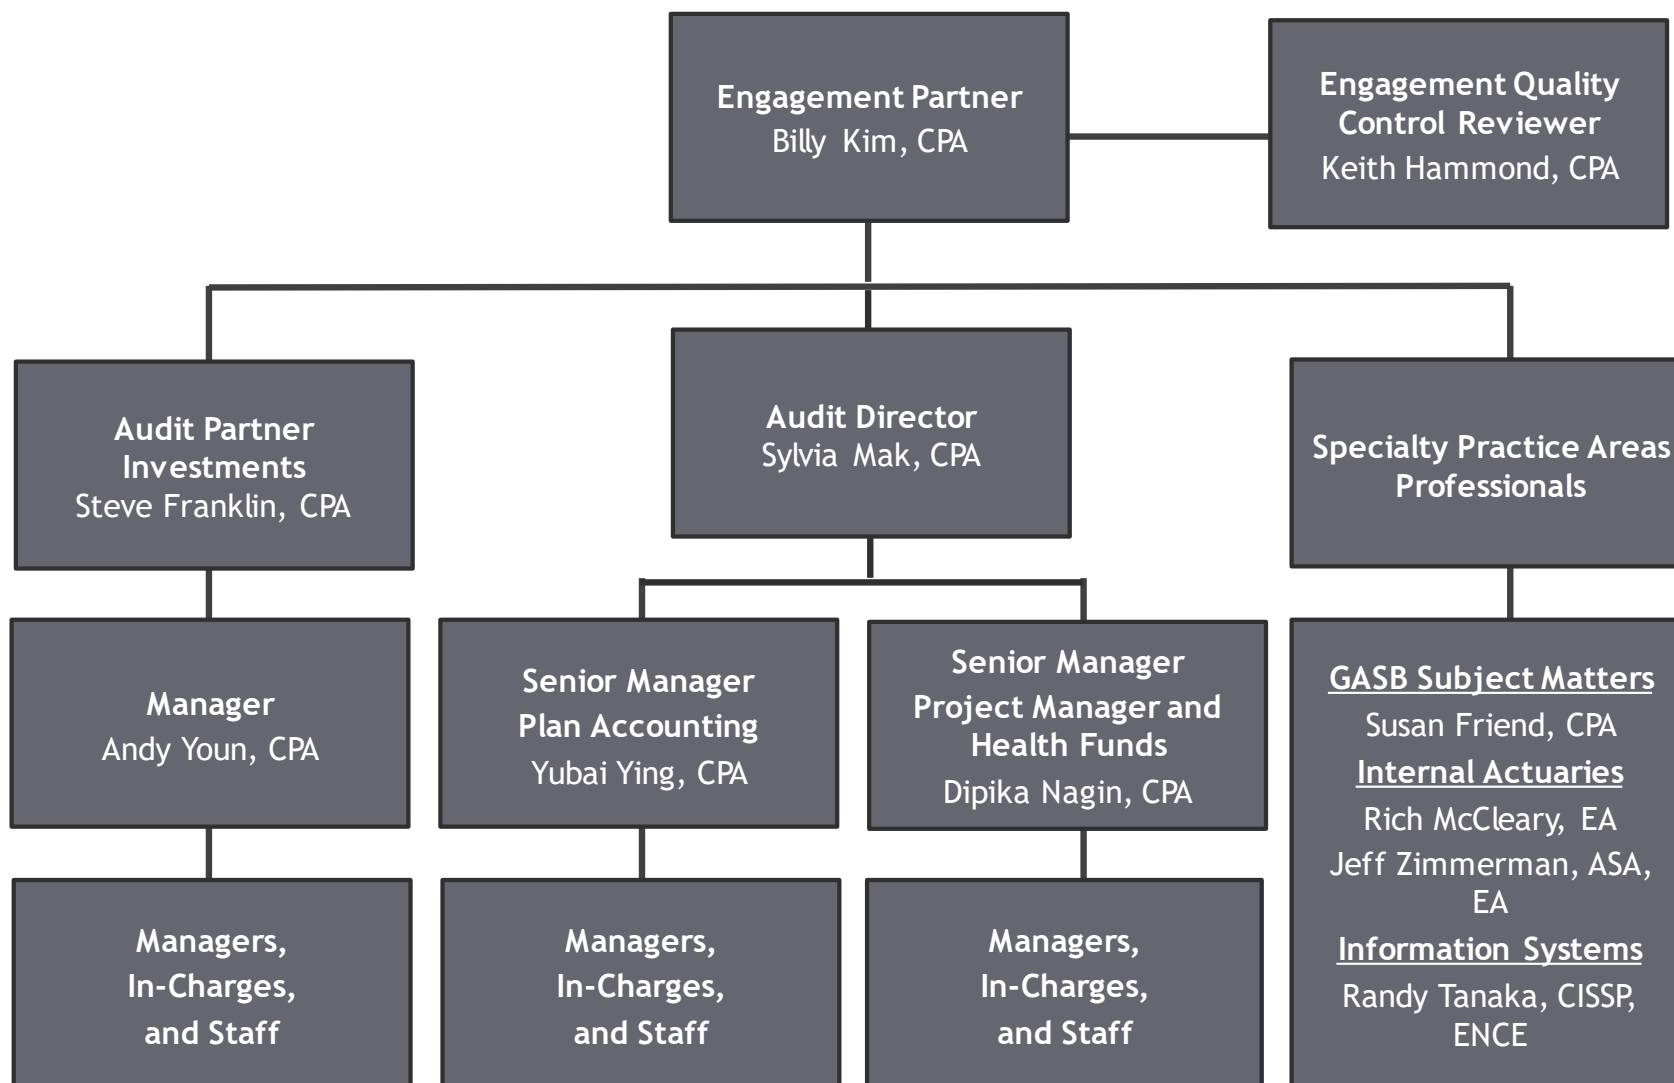 Engagement Partner
Billy Kim, CPA
Engagement Quality
Control Reviewer
Keith Hammond, CPA
Audit Partner
Investments
Steve Franklin, CPA
Audit Director
Sylvia Mak, CPA
Specialty Practice Areas
Professionals
Manager
Andy Youn, CPA
Senior Manager
Plan Accounting
Yubai Ying, CPA
Senior Manager
Project Manager and
Health Funds
Dipika Nagin, CPA
GASB Subject Matters
Susan Friend, CPA
Internal Actuaries
Rich McCleary, EA
Jeff Zimmerman, ASA,
EA
Information Systems
Randy Tanaka, CISSP,
ENCE
Managers,
In-Charges,
and Staff
Managers,
In-Charges,
and Staff
Managers,
In-Charges,
and Staff